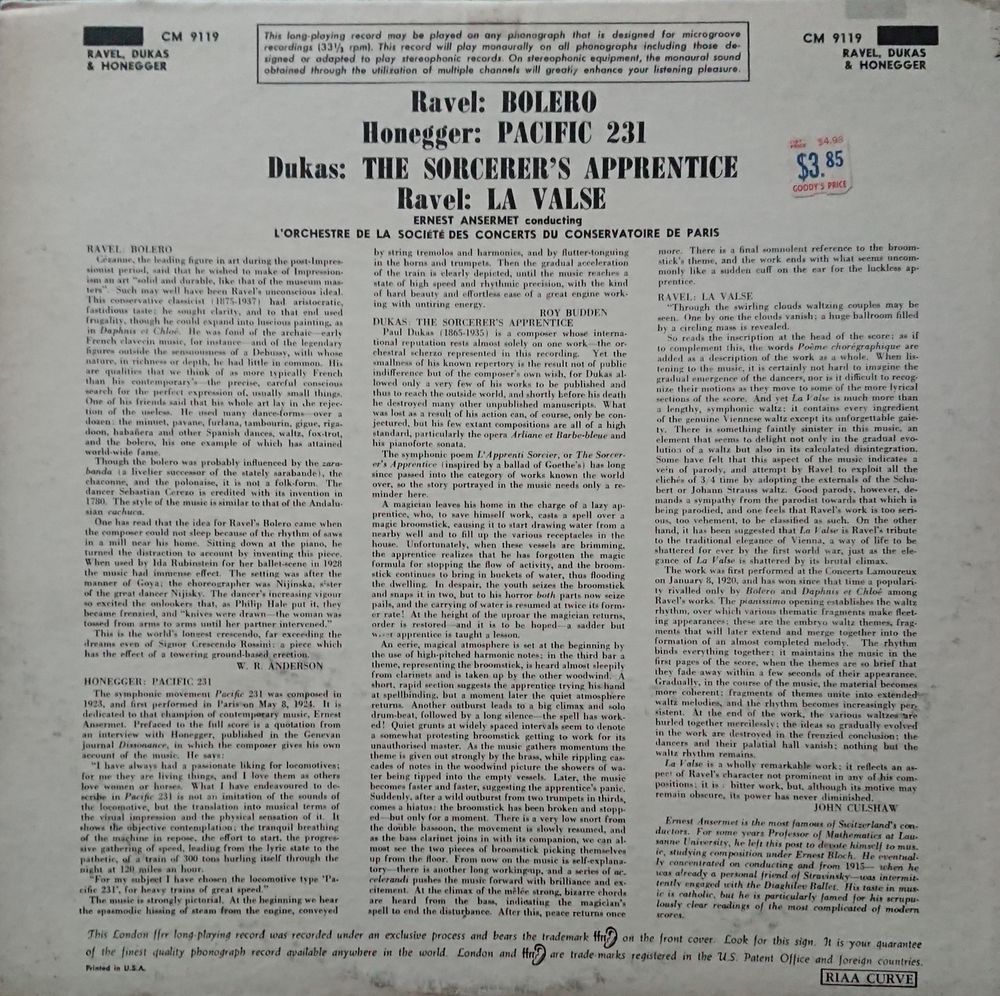 CM 9119
RAVEL, DUKAS
& HONEGGER
This long-playing record may be played on any phonograph that is designed for microgroove
recordings (33⅓ rpm). This record will play monaurally on all phonographs including those de-
signed or adapted to play stereophonic records. On stereophonic equipment, the monaural sound
obtained through the utilization of multiple channels will greatly enhance your listening pleasure.
CM 9119
RAVEL, DUKAS
& HONEGGER
Ravel: BOLERO
Honegger: PACIFIC 231
Dukas: THE SORCERER'S APPRENTICE
Ravel: LA VALSE
$4.98
$3.85
GOODY'S PRICE
ERNEST ANSERMET conducting
L'ORCHESTRE DE LA SOCIÉTÉ DES CONCERTS DU CONSERVATOIRE DE PARIS
RAVEL: BOLERO
Cézanne, the leading figure in art during the post-Impres-
sionist period, said that he wished to make of Impression-
ism an art "solid and durable, like that of the museum mas-
ters". Such may well have been Ravel's unconscious ideal.
This conservative classicist (1875-1937) had aristocratic,
fastidious taste; he sought clarity, and to that end used
frugality, though he could expand into luscious painting, as
in Daphnis et Chloé. He was fond of the archaic—early
French clavecin music, for instance—and of the legendary
figures outside the sensuousness of a Debussy, with whose
nature, in richness or depth, he had little in common. His
are qualities that we think of as more typically French
than his contemporary's—the precise, careful conscious
search for the perfect expression of, usually small things.
One of his friends said that his whole art lay in the rejec-
tion of the useless. He used many dance-forms—over a
dozen: the minuet, pavane, furlana, tambourin, gigue, riga-
doon, habañera and other Spanish dances, waltz, fox-trot,
and the bolero, his one example of which has attained
world-wide fame.
Though the bolero was probably influenced by the zara-
banda (a livelier successor of the stately sarabande), the
chaconne, and the polonaise, it is not a folk-form. The
dancer Sebastian Cerezo is credited with its invention in
1780. The style of the music is similar to that of the Andalu-
sian cachuca.
One has read that the idea for Ravel's Bolero came when
the composer could not sleep because of the rhythm of saws
in a mill near his home. Sitting down at the piano, he
turned the distraction to account by inventing this piece.
When used by Ida Rubinstein for her ballet-scene in 1928
the music had immense effect. The setting was after the
manner of Goya; the choreographer was Nijinska, sister
of the great dancer Nijisky. The dancer's increasing vigour
so excited the onlookers that, as Philip Hale put it, they
became frenzied, and "knives were drawn—the woman was
tossed from arms to arms until her partner intervened."
This is the world's longest crescendo, far exceeding the
dreams even of Signor Crescendo Rossini: a piece which
has the effect of a towering ground-based erection.
W. R. ANDERSON
HONEGGER: PACIFIC 231
The symphonic movement Pacific 231 was composed in
1923, and first performed in Paris on May 8, 1924. It is
dedicated to that champion of contemporary music, Ernest
Ansermet. Prefaced to the full score is a quotation from
an interview with Honegger, published in the Genevan
journal Dissonance, in which the composer gives his own
account of the music. He says:
"I have always had a passionate liking for locomotives;
for me they are living things, and I love them as others
love women or horses. What I have endeavoured to de-
scribe in Pacific 231 is not an imitation of the sounds of
the locomotive, but the translation into musical terms of
the visual impression and the physical sensation of it. It
shows the objective contemplation: the tranquil breathing
of the machine in repose, the effort to start, the progres-
sive gathering of speed, leading from the lyric state to the
pathetic, of a train of 300 tons hurling itself through the
night at 120 miles an hour.
"For my subject I have chosen the locomotive type 'Pa-
cific 231', for heavy trains of great speed."
The music is strongly pictorial. At the beginning we hear
the spasmodic hissing of steam from the engine, conveyed
by string tremolos and harmonics, and by flutter-tonguing
in the horns and trumpets. Then the gradual acceleration
of the train is clearly depicted, until the music reaches a
state of high speed and rhythmic precision, with the kind
of hard beauty and effortless ease of a great engine work-
ing with untiring energy.
ROY BUDDEN
DUKAS: THE SORCERER'S APPRENTICE
Paul Dukas (1865-1935) is a composer whose interna-
tional reputation rests almost solely on one work—the or-
chestral scherzo represented in this recording. Yet the
smallness of his known repertory is the result not of public
indifference but of the composer's own wish, for Dukas al-
lowed only a very few of his works to be published and
thus to reach the outside world, and shortly before his death
he destroyed many other unpublished manuscripts. What
was lost as a result of his action can, of course, only be con-
jectured, but his few extant compositions are all of a high
standard, particularly the opera Arliane et Barbe-bleue and
his pianoforte sonata.
The symphonic poem L'Apprenti Sorcier, or The Sorcer-
er's Apprentice (inspired by a ballad of Goethe's) has long
since passed into the category of works known the world
over, so the story portrayed in the music needs only a re-
minder here.
A magician leaves his home in the charge of a lazy ap-
prentice, who, to save himself work, casts a spell over a
magic broomstick, causing it to start drawing water from a
nearby well and to fill up the various receptacles in the
house. Unfortunately, when these vessels are brimming,
the apprentice realizes that he has forgotten the magic
formula for stopping the flow of activity, and the broom-
stick continues to bring in buckets of water, thus flooding
the dwelling. In despair, the youth seizes the broomstick
and snaps it in two, but to his horror both parts now seize
pails, and the carrying of water is resumed at twice its form-
er rate! At the height of the uproar the magician returns,
order is restored—and it is to be hoped—a sadder but
apprentice is taught a lesson.
An eerie, magical atmosphere is set at the beginning by
the use of high-pitched harmonic notes; in the third bar a
theme, representing the broomstick, is heard almost sleepily
from clarinets and is taken up by the other woodwind. A
short, rapid section suggests the apprentice trying his hand
at spellbinding, but a moment later the quiet atmosphere
returns. Another outburst leads to a big climax and solo
drum-beat, followed by a long silence—the spell has work-
ed! Quiet grunts at widely spaced intervals seem to denote
a somewhat protesting broomstick getting to work for its
unauthorised master. As the music gathers momentum the
theme is given out strongly by the brass, while rippling cas-
cades of notes in the woodwind picture the showers of wa-
ter being tipped into the empty vessels. Later, the music
becomes faster and faster, suggesting the apprentice's panic.
Suddenly, after a wild outburst from two trumpets in thirds,
comes a hiatus: the broomstick has been broken and stopp-
ed—but only for a moment. There is a very low snort from
the double bassoon, the movement is slowly resumed, and
as the bass clarinet joins in with its companion, we can al-
most see the two pieces of broomstick picking themselves
up from the floor. From now on the music is self-explana-
tory—there is another long working-up, and a series of ac-
celerandi pushes the music forward with brilliance and ex-
citement. At the climax of the mêlée strong, bizarre chords
are heard from the bass, indicating the magician's
spell to end the disturbance. After this, peace returns once
more. There is a final somnolent reference to the broom-
stick's theme, and the work ends with what seems uncom-
monly like a sudden cuff on the ear for the luckless ap-
prentice.
RAVEL: LA VALSE
"Through the swirling clouds waltzing couples may be
seen. One by one the clouds vanish; a huge ballroom filled
by a circling mass is revealed.
So reads the inscription at the head of the score; as if
to complement this, the words Poème chorégraphique are
added as a description of the work as a whole. When lis-
tening to the music, it is certainly not hard to imagine the
gradual emergence of the dancers, nor is it difficult to recog-
nize their motions as they move to some of the more lyrical
sections of the score. And yet La Valse is much more than
a lengthy, symphonic waltz: it contains every ingredient
of the genuine Viennese waltz except its unforgettable gaie-
ty. There is something faintly sinister in this music, an
element that seems to delight not only in the gradual evo-
lution of a waltz but also in its calculated disintegration.
Some have felt that this aspect of the music indicates a
vein of parody, and attempt by Ravel to exploit all the
clichés of 3/4 time by adopting the externals of the Schu-
bert or Johann Strauss waltz. Good parody, however, de-
mands a sympathy from the parodist towards that which is
being parodied, and one feels that Ravel's work is too seri-
ous, too vehement, to be classified as such. On the other
hand, it has been suggested that La Valse is Ravel's tribute
to the traditional elegance of Vienna, a way of life to be
shattered for ever by the first world war, just as the ele-
gance of La Valse is shattered by its brutal climax.
The work was first performed at the Concerts Lamoureux
on January 8, 1920, and has won since that time a populari-
ty rivalled only by Bolero and Daphnis et Chloé among
Ravel's works. The pianissimo opening establishes the waltz
rhythm, over which various thematic fragments make fleet-
ing appearances; these are the embryo waltz themes, frag-
ments that will later extend and merge together into the
formation of an almost completed melody. The rhythm
binds everything together; it maintains the music in the
first pages of the score, when the themes are so brief that
they fade away within a few seconds of their appearance.
Gradually, in the course of the music, the material becomes
more coherent; fragments of themes unite into extended
waltz melodies, and the rhythm becomes increasingly per-
sistent. At the end of the work, the various waltzes are
hurled together mercilessly; the ideas so gradually evolved
in the work are destroyed in the frenzied conclusion; the
dancers and their palatial hall vanish; nothing but the
waltz rhythm remains.
La Valse is a wholly remarkable work; it reflects an as-
pect of Ravel's character not prominent in any of his com-
positions; it is bitter work, but, although its motive may
remain obscure, its power has never diminished.
JOHN CULSHAW
Ernest Ansermet is the most famous of Switzerland's con-
ductors. For some years Professor of Mathematics at Lau-
sanne University, he left this post to devote himself to mus-
ic, studying composition under Ernest Bloch. He eventual-
ly concentrated on conducting and from 1915—when he
was already a personal friend of Stravinsky—was intermit-
tently engaged with the Diaghilev Ballet. His taste in mus-
ic is catholic, but he is particularly famed for his scrupu-
lously clear readings of the most complicated of modern
scores.
This London ffrr long-playing record was recorded under an exclusive process and bears the trademark ffrr on the front cover. Look for this sign. It is your guarantee
of the finest quality phonograph record available anywhere in the world. London and ffrr are trade-marks registered in the U.S. Patent Office and foreign countries.
Printed in U.S.A.
RIAA CURVE